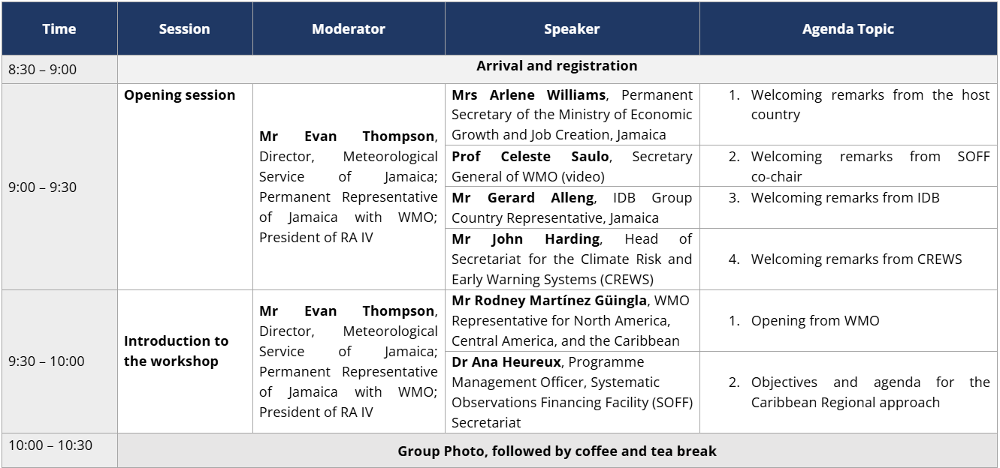 Time
Session
Moderator
Speaker
Agenda Topic
8:30 – 9:00
Arrival and registration
9:00 – 9:30
Opening session
Mr Evan Thompson,
Director, Meteorological
Service of Jamaica;
Permanent Representative
of Jamaica with WMO;
President of RA IV
Mrs Arlene Williams, Permanent
Secretary of the Ministry of Economic
Growth and Job Creation, Jamaica
1. Welcoming remarks from the host
country
Prof Celeste Saulo, Secretary
General of WMO (video)
2. Welcoming remarks from SOFF
co-chair
Mr Gerard Alleng, IDB Group
Country Representative, Jamaica
3. Welcoming remarks from IDB
Mr John Harding, Head of
Secretariat for the Climate Risk and
Early Warning Systems (CREWS)
4. Welcoming remarks from CREWS
9:30 – 10:00
Introduction to
the workshop
Mr Evan Thompson,
Director, Meteorological
Service of Jamaica;
Permanent Representative
of Jamaica with WMO;
President of RA IV
Mr Rodney Martínez Güingla, WMO
Representative for North America,
Central America, and the Caribbean
1. Opening from WMO
Dr Ana Heureux, Programme
Management Officer, Systematic
Observations Financing Facility (SOFF)
Secretariat
2. Objectives and agenda for the
Caribbean Regional approach
10:00 – 10:30
Group Photo, followed by coffee and tea break